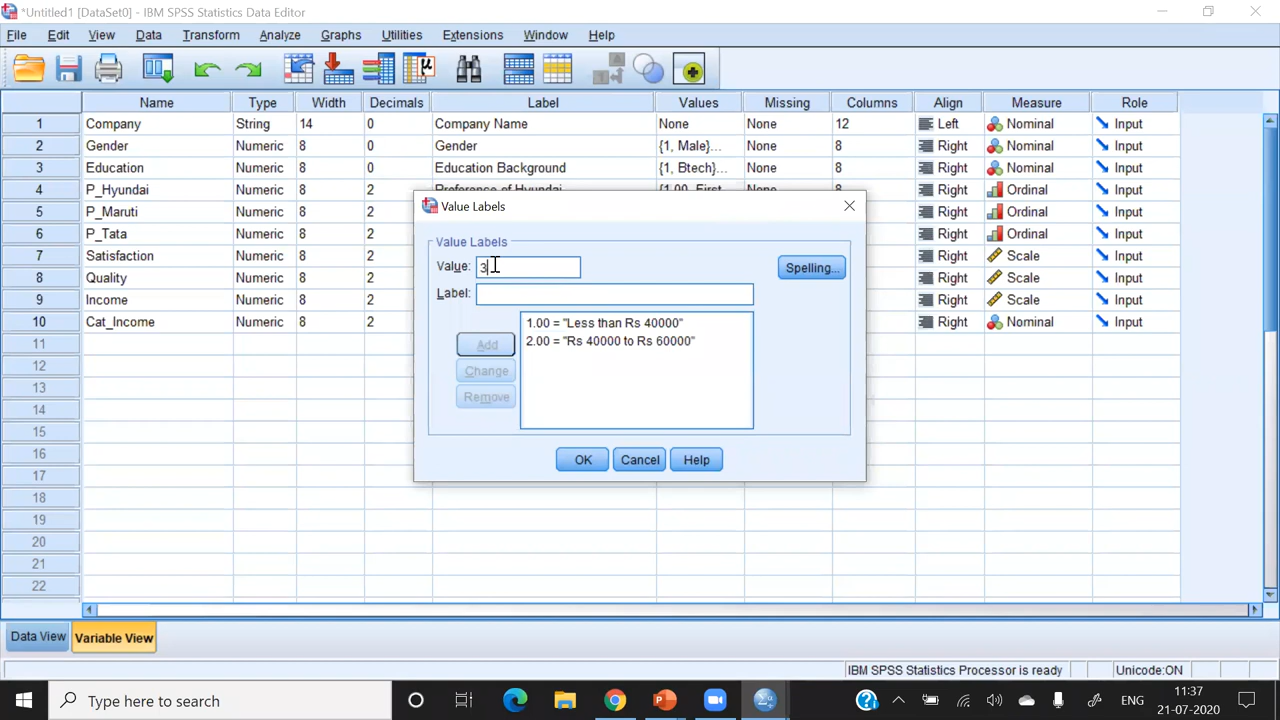 *Untitled1 [DataSet0] - IBM SPSS Statistics Data Editor
File Edit View Data Transform Analyze Graphs Utilities Extensions Window Help
Name Type Width Decimals Label Values Missing Columns Align Measure Role
1 Company String 14 0 Company Name None None 12 Left Nominal Input
2 Gender Numeric 8 0 Gender {1, Male}... None 8 Right Nominal Input
3 Education Numeric 8 0 Education Background {1, Btech}... None 8 Right Nominal Input
4 P_Hyundai Numeric 8 2 Preference of Hyundai {1.00, First... None 8 Right Ordinal Input
5 P_Maruti Numeric 8 2 Right Ordinal Input
6 P_Tata Numeric 8 2 Right Ordinal Input
7 Satisfaction Numeric 8 2 Right Scale Input
8 Quality Numeric 8 2 Right Scale Input
9 Income Numeric 8 2 Right Scale Input
10 Cat_Income Numeric 8 2 Right Nominal Input
11
12
13
14
15
16
17
18
19
20
21
22
Value Labels
Value Labels
Value: 3
Spelling...
Label:
1.00 = "Less than Rs 40000"
2.00 = "Rs 40000 to Rs 60000"
Add
Change
Remove
OK Cancel Help
Data View Variable View
IBM SPSS Statistics Processor is ready Unicode:ON
Type here to search
ENG
11:37
21-07-2020